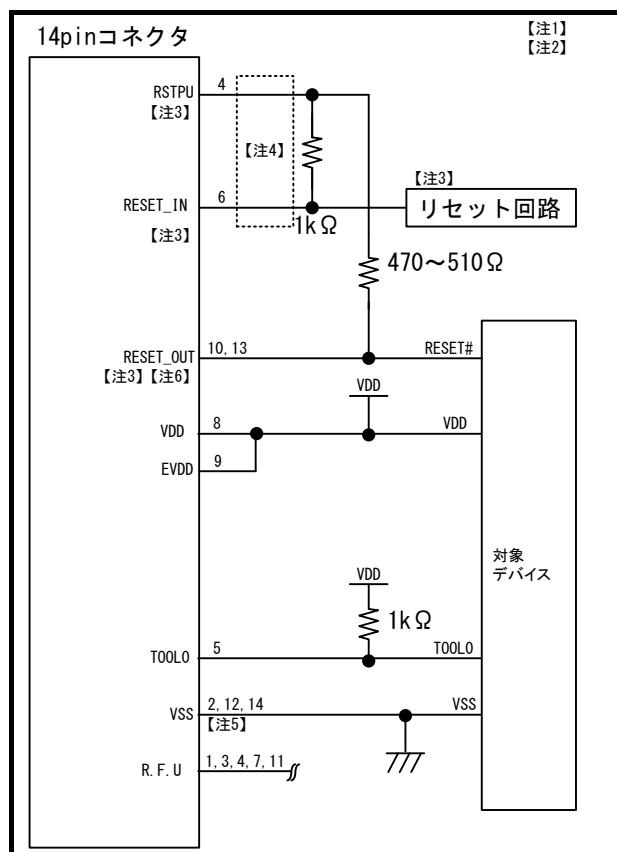 14pinコネクタ
【注1】
【注2】
RSTPU
4
【注3】
【注4】
RESET_IN
6
【注3】
1kΩ
【注3】
リセット回路
470～510Ω
RESET_OUT
10, 13
RESET#
【注3】【注6】
VDD
VDD
8
VDD
EVDD
9
対象
デバイス
VDD
1kΩ
TOOL0
5
TOOL0
VSS
2, 12, 14
VSS
【注5】
R.F.U
1, 3, 4, 7, 11